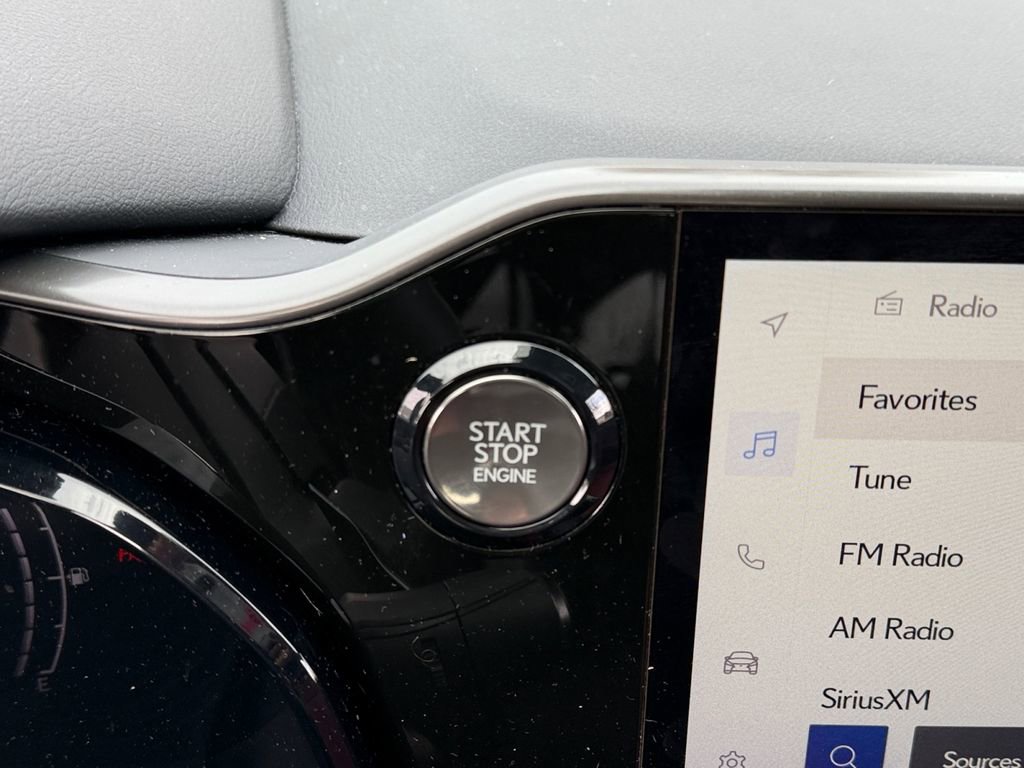 START
STOP
ENGINE
Radio
Favorites
Tune
FM Radio
AM Radio
SiriusXM
Sources
E